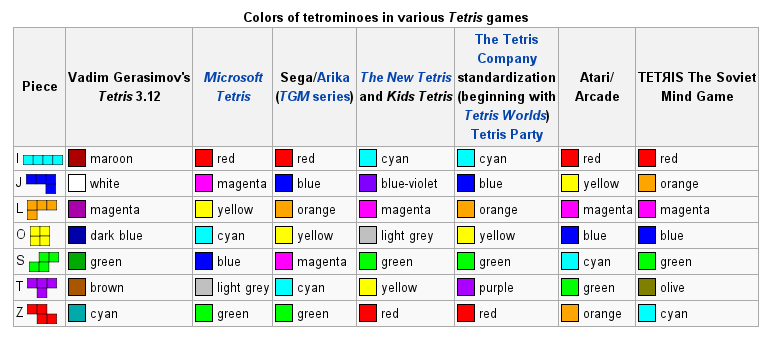 Colors of tetrominoes in various Tetris games
Piece
Vadim Gerasimov's
Tetris 3.12
Microsoft
Tetris
Sega/Arika
(TGM series)
The New Tetris
and Kids Tetris
The Tetris
Company
standardization
(beginning with
Tetris Worlds)
Tetris Party
Atari/
Arcade
TETЯIS The Soviet
Mind Game
I maroon red red cyan cyan red red
J white magenta blue blue-violet blue yellow orange
L magenta yellow orange magenta orange magenta magenta
O dark blue cyan yellow light grey yellow blue blue
S green blue magenta green green cyan green
T brown light grey cyan yellow purple green olive
Z cyan green green red red orange cyan